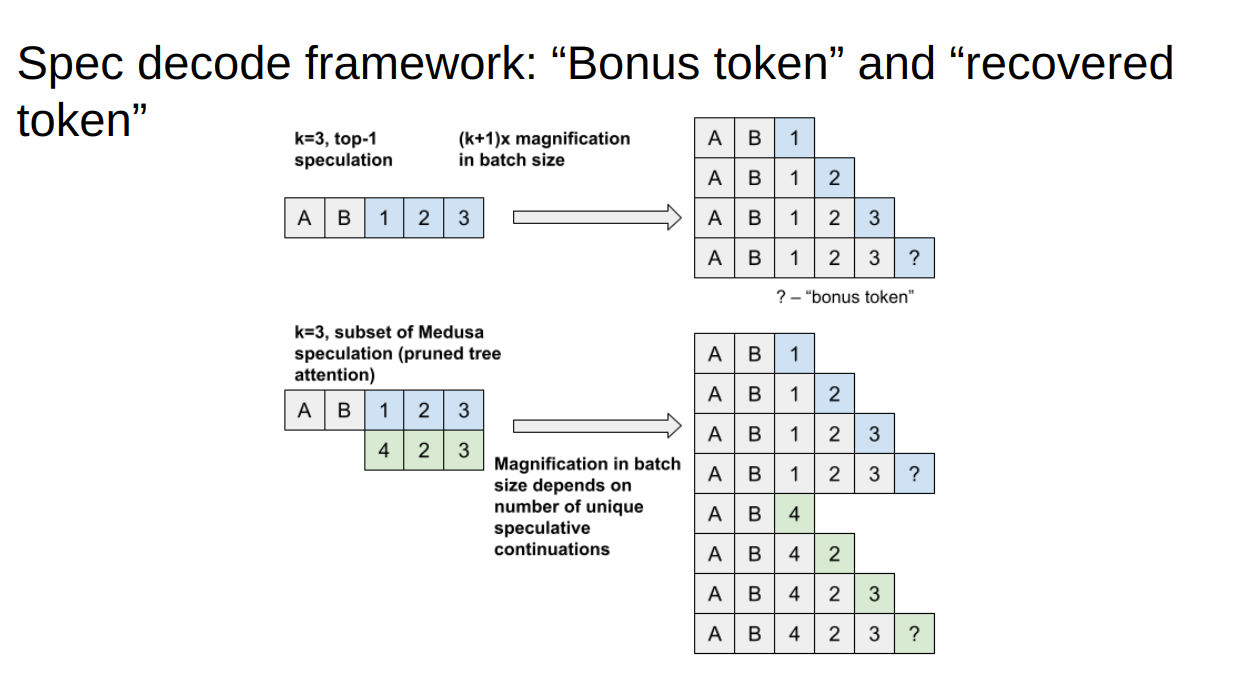 Spec decode framework: “Bonus token” and “recovered
token”
k=3, top-1
speculation
(k+1)x magnification
in batch size
A B 1 2 3
A B 1
A B 1 2
A B 1 2 3
A B 1 2 3 ?
? – “bonus token”
k=3, subset of Medusa
speculation (pruned tree
attention)
A B 1 2 3
4 2 3
Magnification in batch
size depends on
number of unique
speculative
continuations
A B 1
A B 1 2
A B 1 2 3
A B 1 2 3 ?
A B 4
A B 4 2
A B 4 2 3
A B 4 2 3 ?